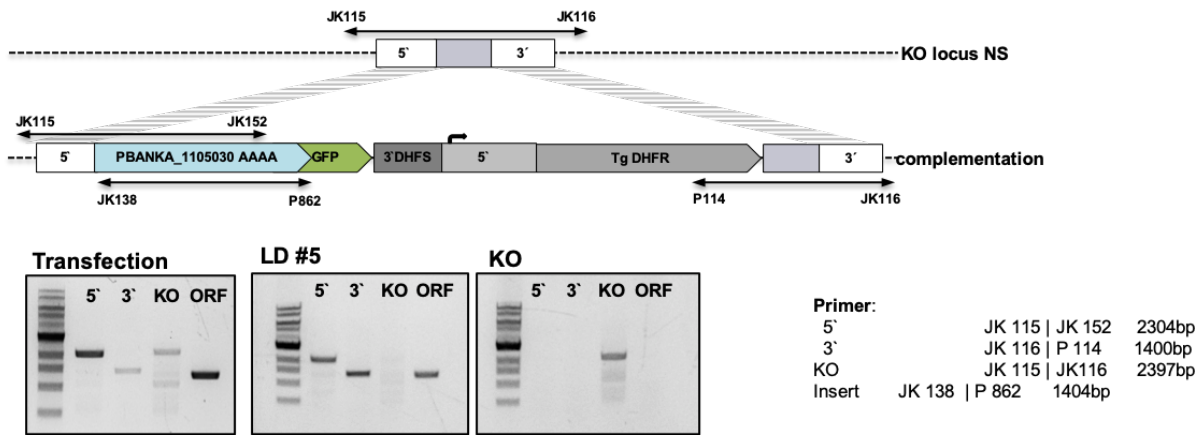 JK115 JK116
5` 3´ KO locus NS
JK115 JK152
5` PBANKA_1105030 AAAA GFP 3`DHFS 5` Tg DHFR 3´ complementation
JK138 P862 P114 JK116
Transfection LD #5 KO
5` 3` KO ORF 5` 3` KO ORF 5` 3` KO ORF
Primer:
5` JK 115 | JK 152 2304bp
3` JK 116 | P 114 1400bp
KO JK 115 | JK116 2397bp
Insert JK 138 | P 862 1404bp